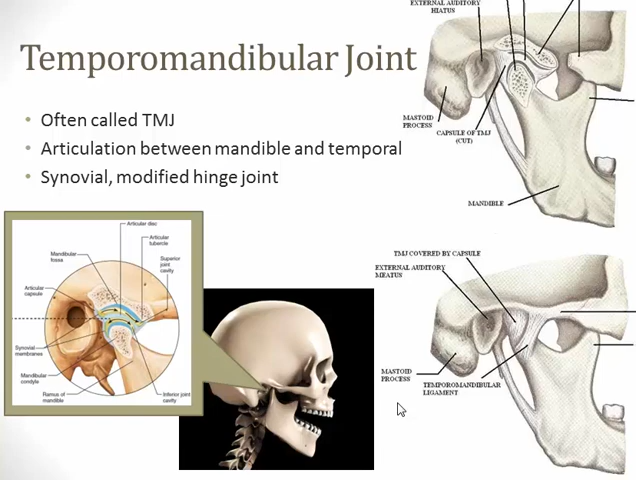 Temporomandibular Joint
• Often called TMJ
• Articulation between mandible and temporal
• Synovial, modified hinge joint
EXTERNAL AUDITORY
HIATUS
MASTOID
PROCESS
CAPSULE OF TMJ
(CUT)
MANDIBLE
Articular disc
Articular
tubercle
Mandibular
fossa
Superior
joint
cavity
Articular
capsule
Synovial
membranes
Mandibular
condyle
Ramus of
mandible
Inferior joint
cavity
TMJ COVERED BY CAPSULE
EXTERNAL AUDITORY
MEATUS
MASTOID
PROCESS
TEMPOROMANDIBULAR
LIGAMENT